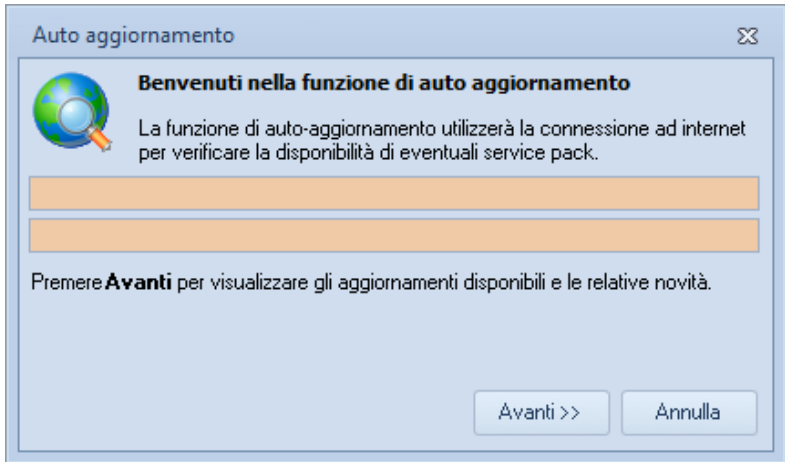 Auto aggiornamento
Benvenuti nella funzione di auto aggiornamento
La funzione di auto-aggiornamento utilizzerà la connessione ad internet
per verificare la disponibilità di eventuali service pack.
Premere Avanti per visualizzare gli aggiornamenti disponibili e le relative novità.
Avanti >> Annulla